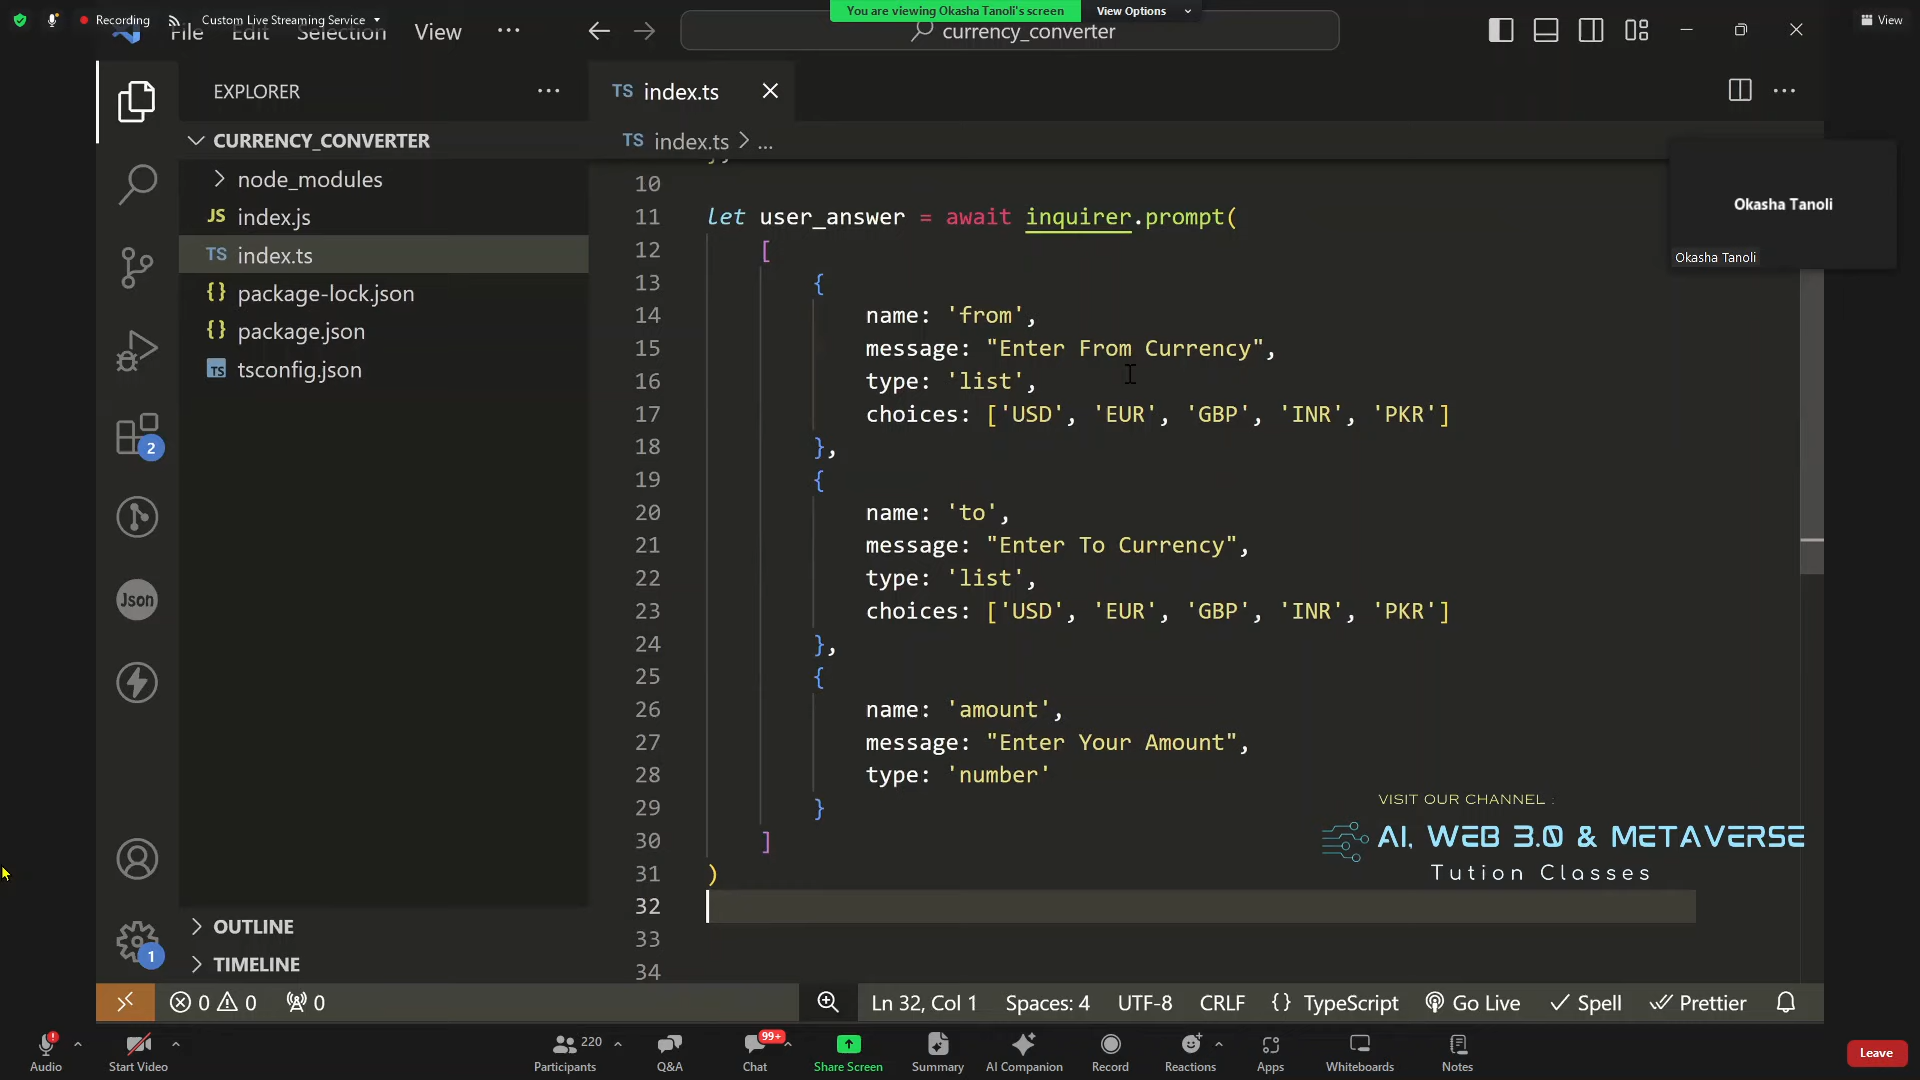 Recording
Custom Live Streaming Service
You are viewing Okasha Tanoli's screen
View Options
View
File Edit Selection View ...
currency_converter
EXPLORER
TS index.ts
CURRENCY_CONVERTER
TS index.ts > ...
node_modules
JS index.js
TS index.ts
{} package-lock.json
{} package.json
TS tsconfig.json
Json
2
1
OUTLINE
TIMELINE
10
11 let user_answer = await inquirer.prompt(
12 [
13 {
14 name: 'from',
15 message: "Enter From Currency",
16 type: 'list',
17 choices: ['USD', 'EUR', 'GBP', 'INR', 'PKR']
18 },
19 {
20 name: 'to',
21 message: "Enter To Currency",
22 type: 'list',
23 choices: ['USD', 'EUR', 'GBP', 'INR', 'PKR']
24 },
25 {
26 name: 'amount',
27 message: "Enter Your Amount",
28 type: 'number'
29 }
30 ]
31 )
32
33
34
Okasha Tanoli
Okasha Tanoli
VISIT OUR CHANNEL :
AI, WEB 3.0 & METAVERSE
Tution Classes
0 0 0
Ln 32, Col 1 Spaces: 4 UTF-8 CRLF {} TypeScript Go Live Spell Prettier
Audio
Start Video
220
Participants
Q&A
99+
Chat
Share Screen
Summary
AI Companion
Record
Reactions
Apps
Whiteboards
Notes
Leave